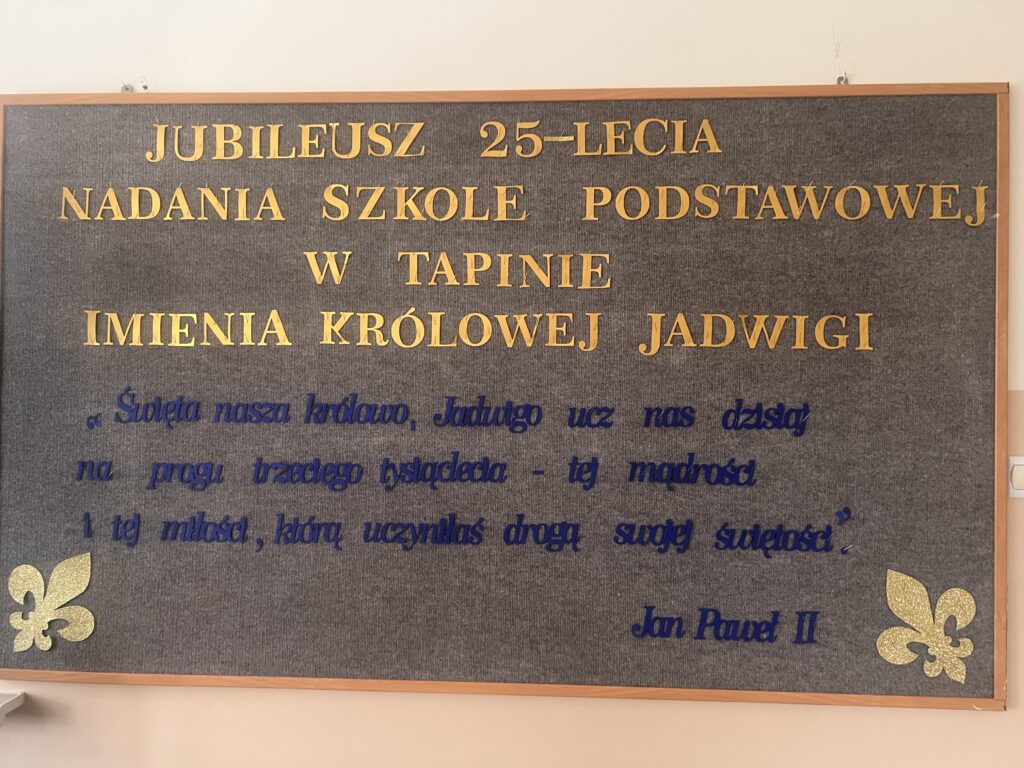 JUBILEUSZ 25-LECIA
NADANIA SZKOLE PODSTAWOWEJ
W TAPINIE
IMIENIA KRÓLOWEJ JADWIGI
„Święta nasza królowo, Jadwigo ucz nas dzisiaj
na progu trzeciego tysiąclecia - tej mądrości
i tej miłości, którą uczyniłaś drogą swojej świętości”.
Jan Paweł II